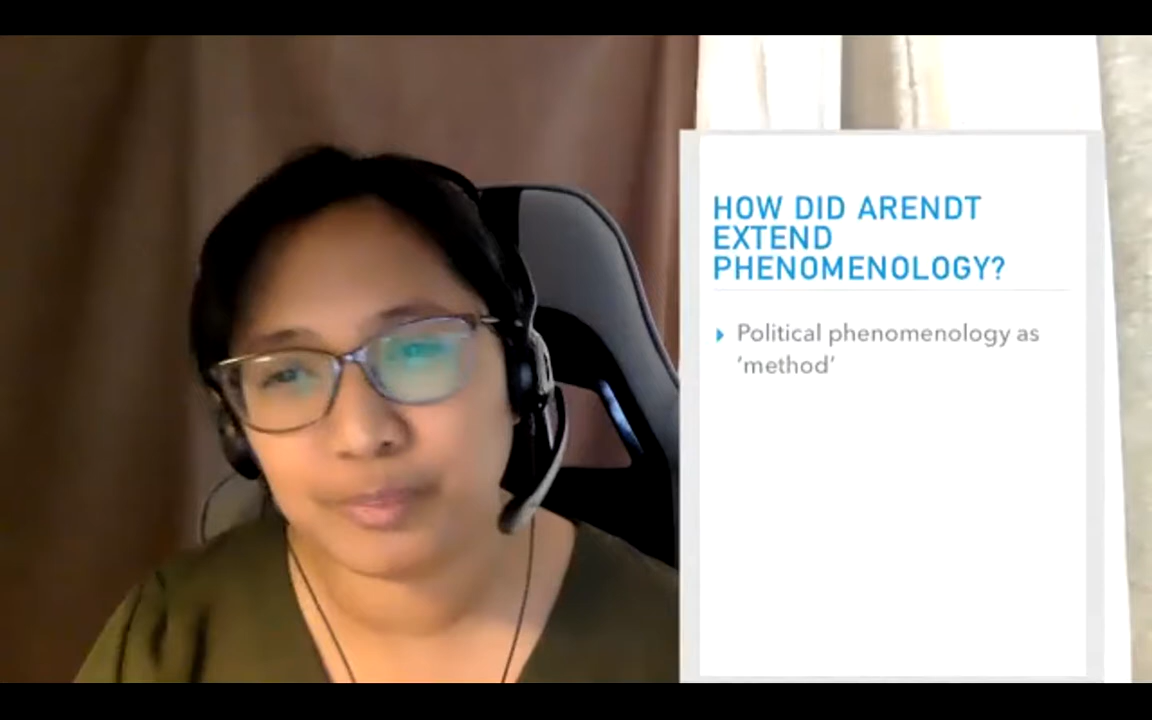 HOW DID ARENDT
EXTEND
PHENOMENOLOGY?
Political phenomenology as
‘method’